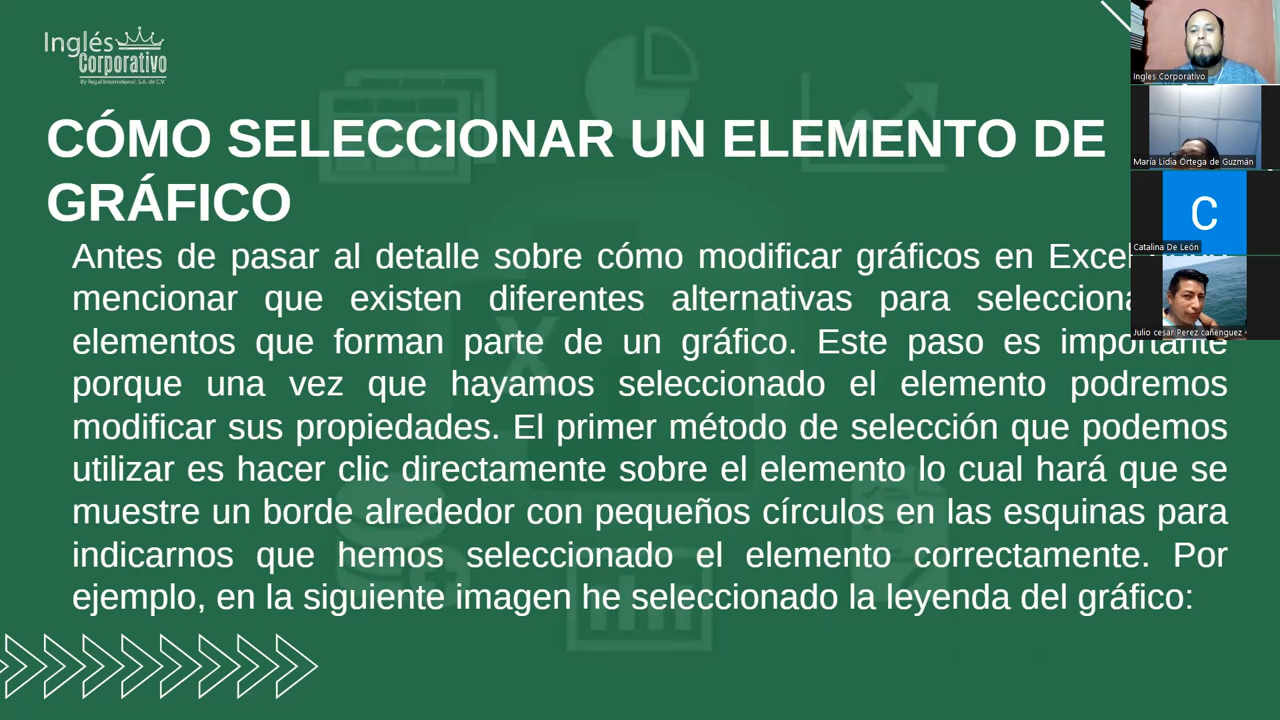 Inglés
Corporativo
By Regal International, S.A. de C.V.
CÓMO SELECCIONAR UN ELEMENTO DE
GRÁFICO
Antes de pasar al detalle sobre cómo modificar gráficos en Excel
mencionar que existen diferentes alternativas para
elementos que forman parte de un gráfico. Este paso es importante
porque una vez que hayamos seleccionado el elemento podremos
modificar sus propiedades. El primer método de selección que podemos
utilizar es hacer clic directamente sobre el elemento lo cual hará que se
muestre un borde alrededor con pequeños círculos en las esquinas para
indicarnos que hemos seleccionado el elemento correctamente. Por
ejemplo, en la siguiente imagen he seleccionado la leyenda del gráfico:
Ingles Corporativo
María Lidia Ortega de Guzmán
Catalina De León
Julio cesar Perez cañenguez